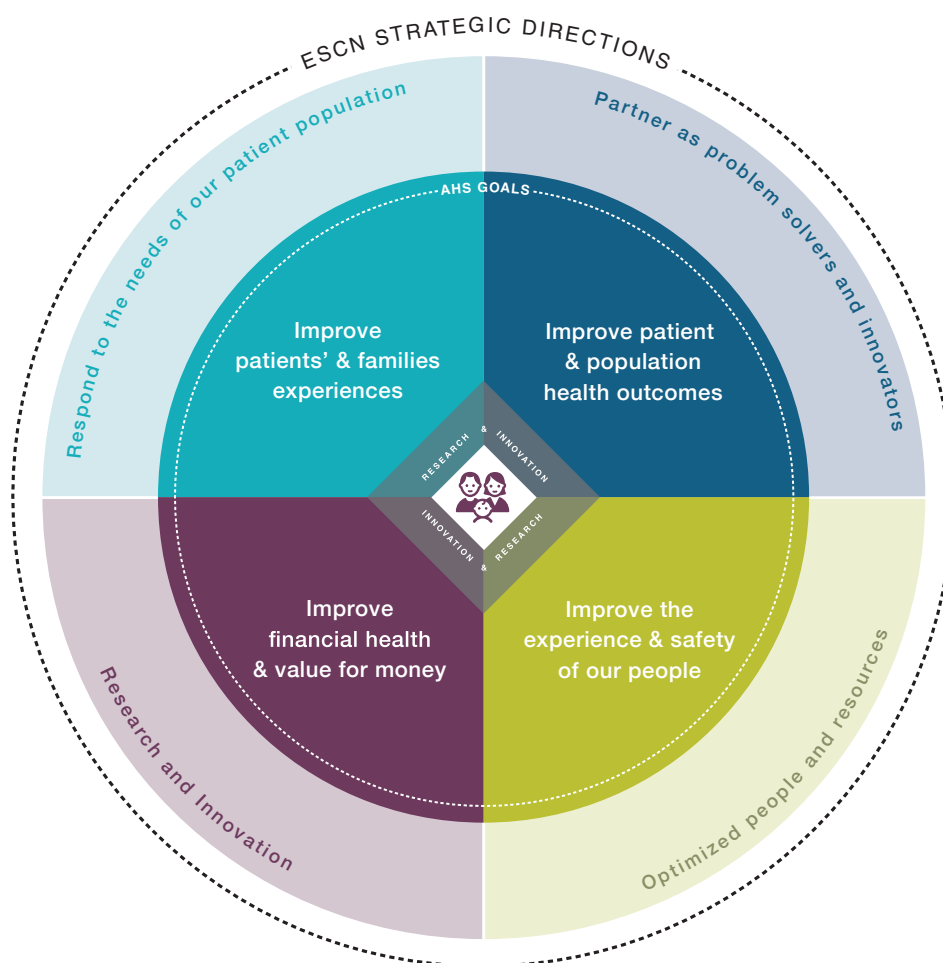 ESCN STRATEGIC DIRECTIONS
Respond to the needs of our patient population
Partner as problem solvers and innovators
AHS GOALS
Improve
patients’ & families
experiences
Improve patient
& population
health outcomes
RESEARCH & INNOVATION
INNOVATION & RESEARCH
Improve
financial health
& value for money
Improve the
experience & safety
of our people
Research and Innovation
Optimized people and resources